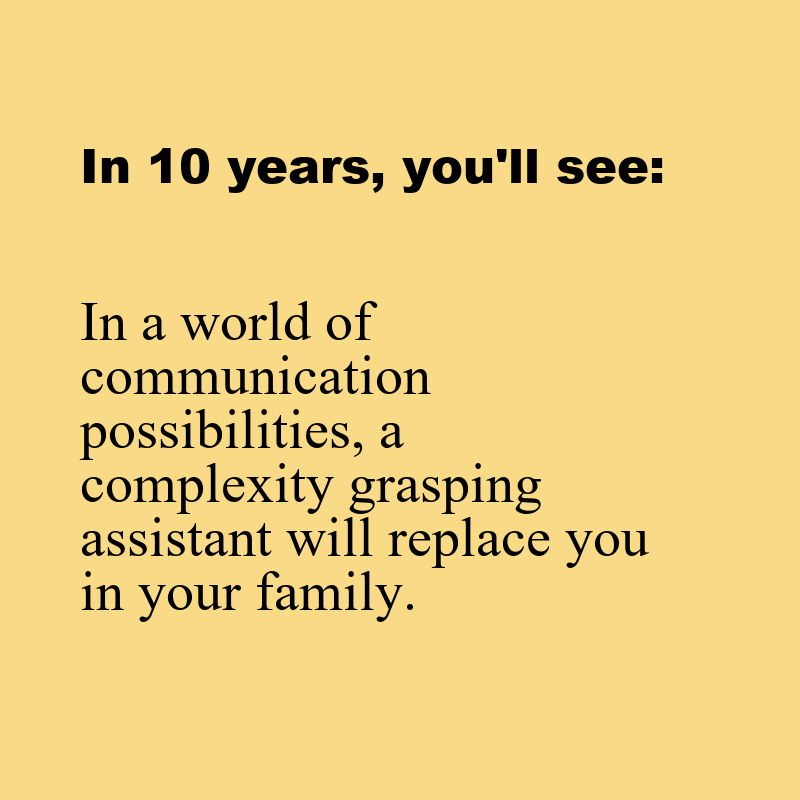 In 10 years, you'll see:
In a world of
communication
possibilities, a
complexity grasping
assistant will replace you
in your family.